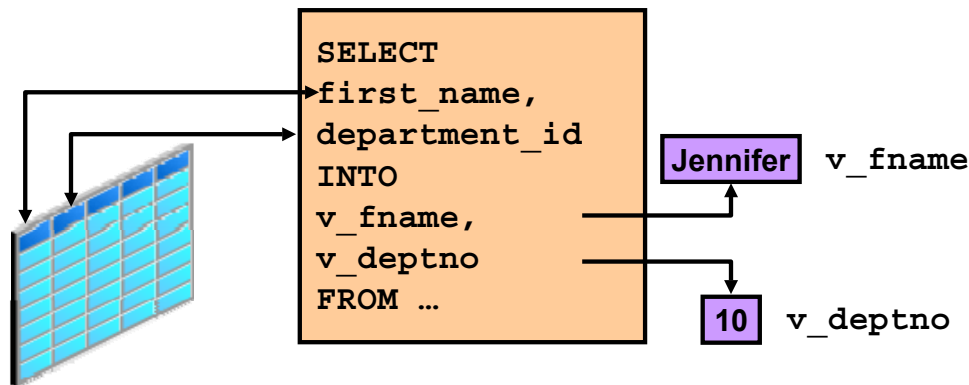 SELECT
first_name,
department_id
INTO
v_fname,
v_deptno
FROM …
Jennifer v_fname
10 v_deptno